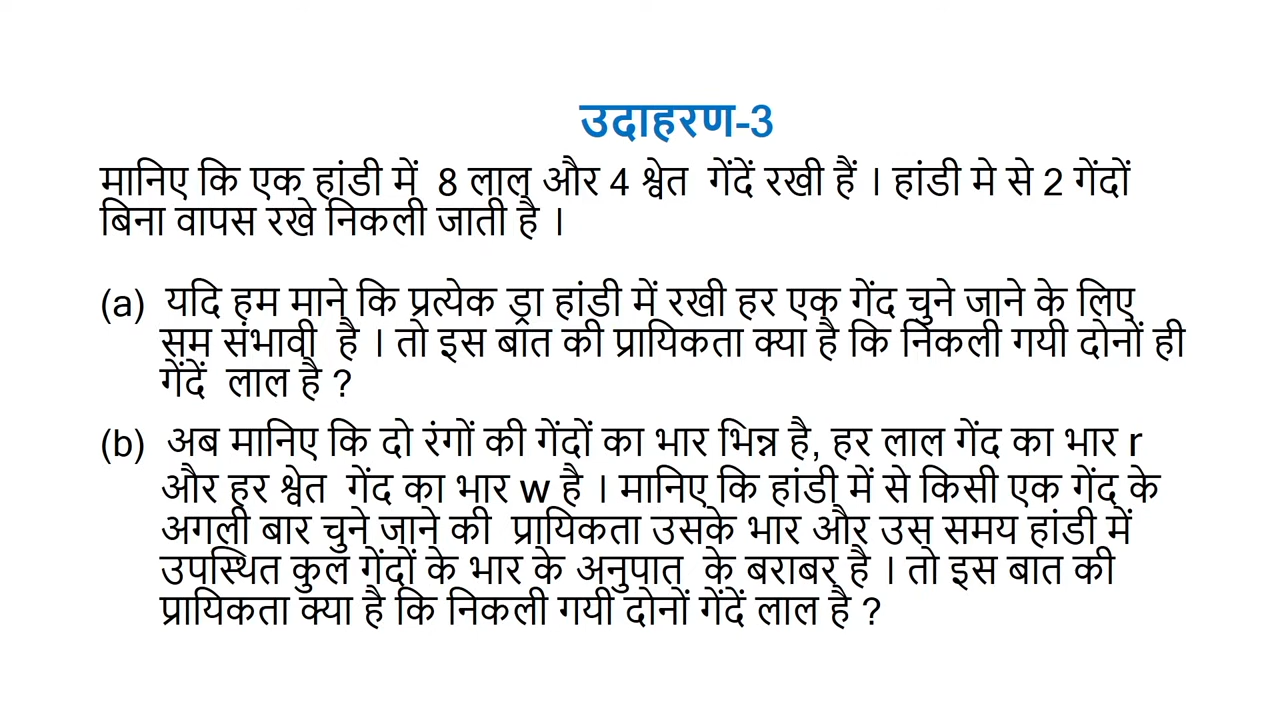 उदाहरण-3
मानिए कि एक हांडी में 8 लाल और 4 श्वेत गेंदें रखी हैं । हांडी मे से 2 गेंदों
बिना वापस रखे निकली जाती है ।
(a) यदि हम माने कि प्रत्येक ड्रा हांडी में रखी हर एक गेंद चुने जाने के लिए
सम संभावी है । तो इस बात की प्रायिकता क्या है कि निकली गयी दोनों ही
गेंदें लाल है ?
(b) अब मानिए कि दो रंगों की गेंदों का भार भिन्न है, हर लाल गेंद का भार r
और हर श्वेत गेंद का भार w है । मानिए कि हांडी में से किसी एक गेंद के
अगली बार चुने जाने की प्रायिकता उसके भार और उस समय हांडी में
उपस्थित कुल गेंदों के भार के अनुपात के बराबर है । तो इस बात की
प्रायिकता क्या है कि निकली गयी दोनों गेंदें लाल है ?